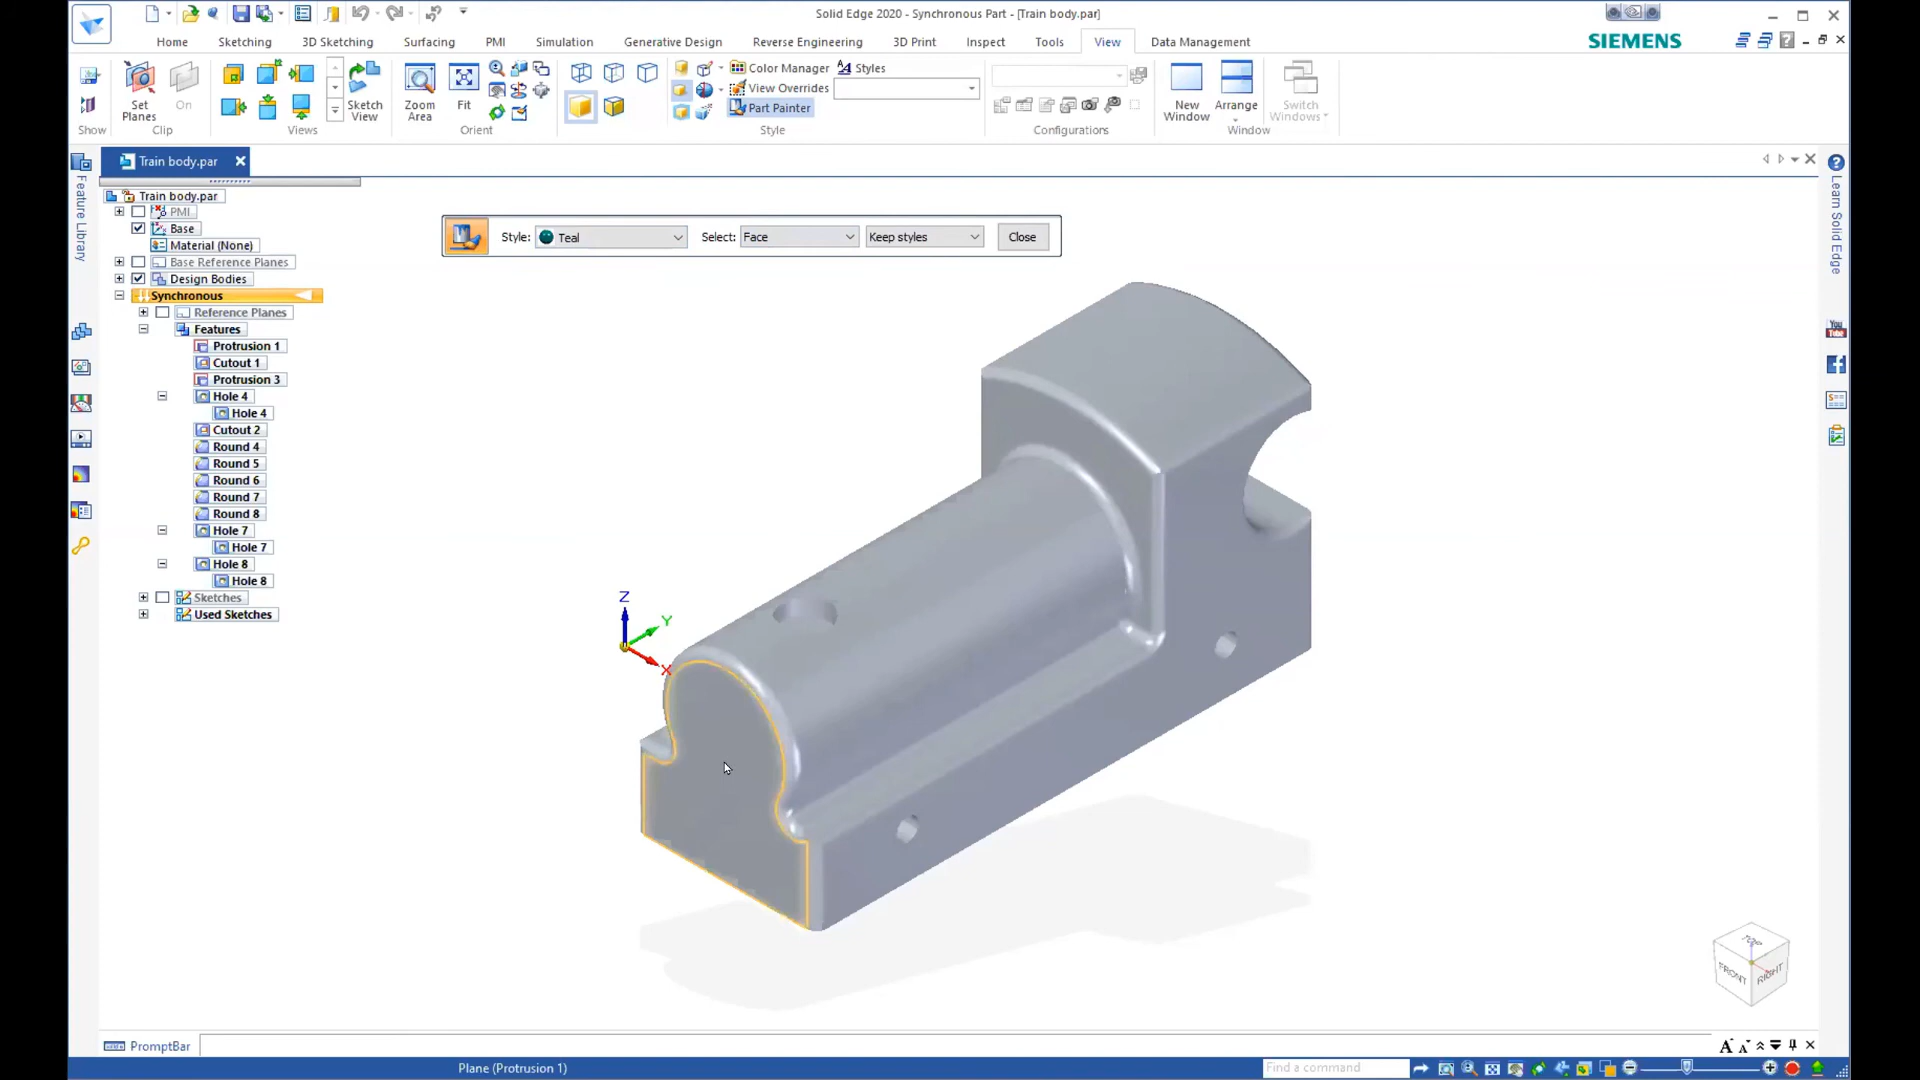 Solid Edge 2020 - Synchronous Part - [Train body.par]
Home Sketching 3D Sketching Surfacing PMI Simulation Generative Design Reverse Engineering 3D Print Inspect Tools View Data Management
SIEMENS
Set Planes
On
Sketch View
Zoom Area
Fit
Color Manager
Styles
View Overrides
Part Painter
New Window
Arrange
Switch Windows
Show
Clip
Views
Orient
Style
Configurations
Window
Train body.par
Feature Library
Learn Solid Edge
Train body.par
PMI
Base
Material (None)
Base Reference Planes
Design Bodies
Synchronous
Reference Planes
Features
Protrusion 1
Cutout 1
Protrusion 3
Hole 4
Hole 4
Cutout 2
Round 4
Round 5
Round 6
Round 7
Round 8
Hole 7
Hole 7
Hole 8
Hole 8
Sketches
Used Sketches
Style: Teal Select: Face Keep styles Close
Z
Y
X
TOP
FRONT
RIGHT
PromptBar
Plane (Protrusion 1)
Find a command